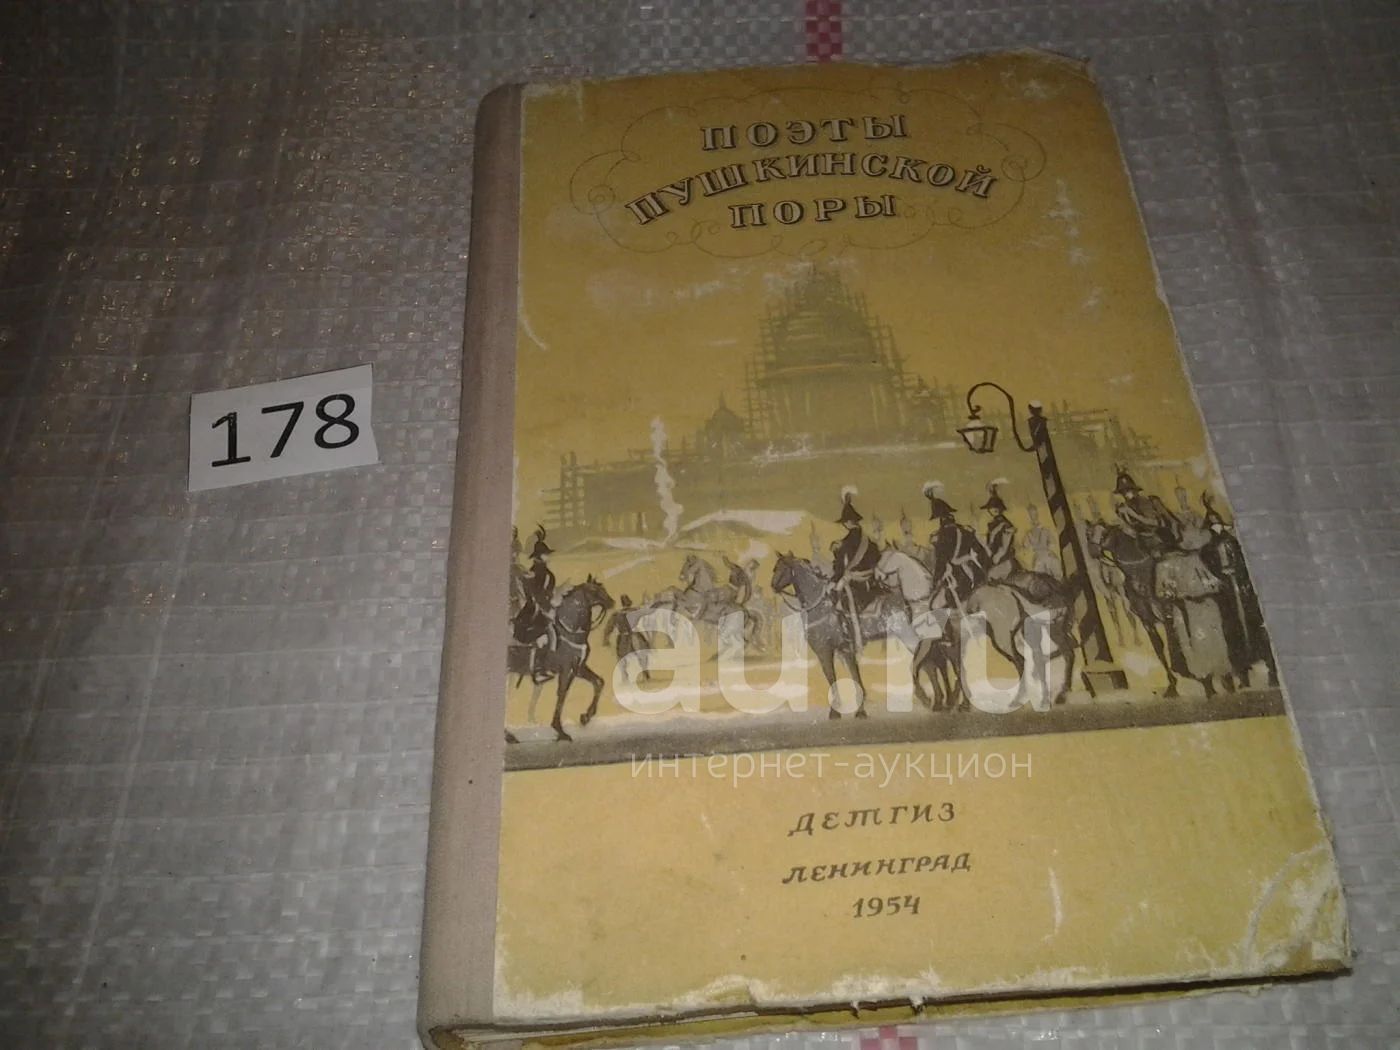 ПОЭТЫ
ПУШКИНСКОЙ
ПОРЫ
178
au.ru
интернет-аукцион
ДЕТГИЗ
ЛЕНИНГРАД
1954